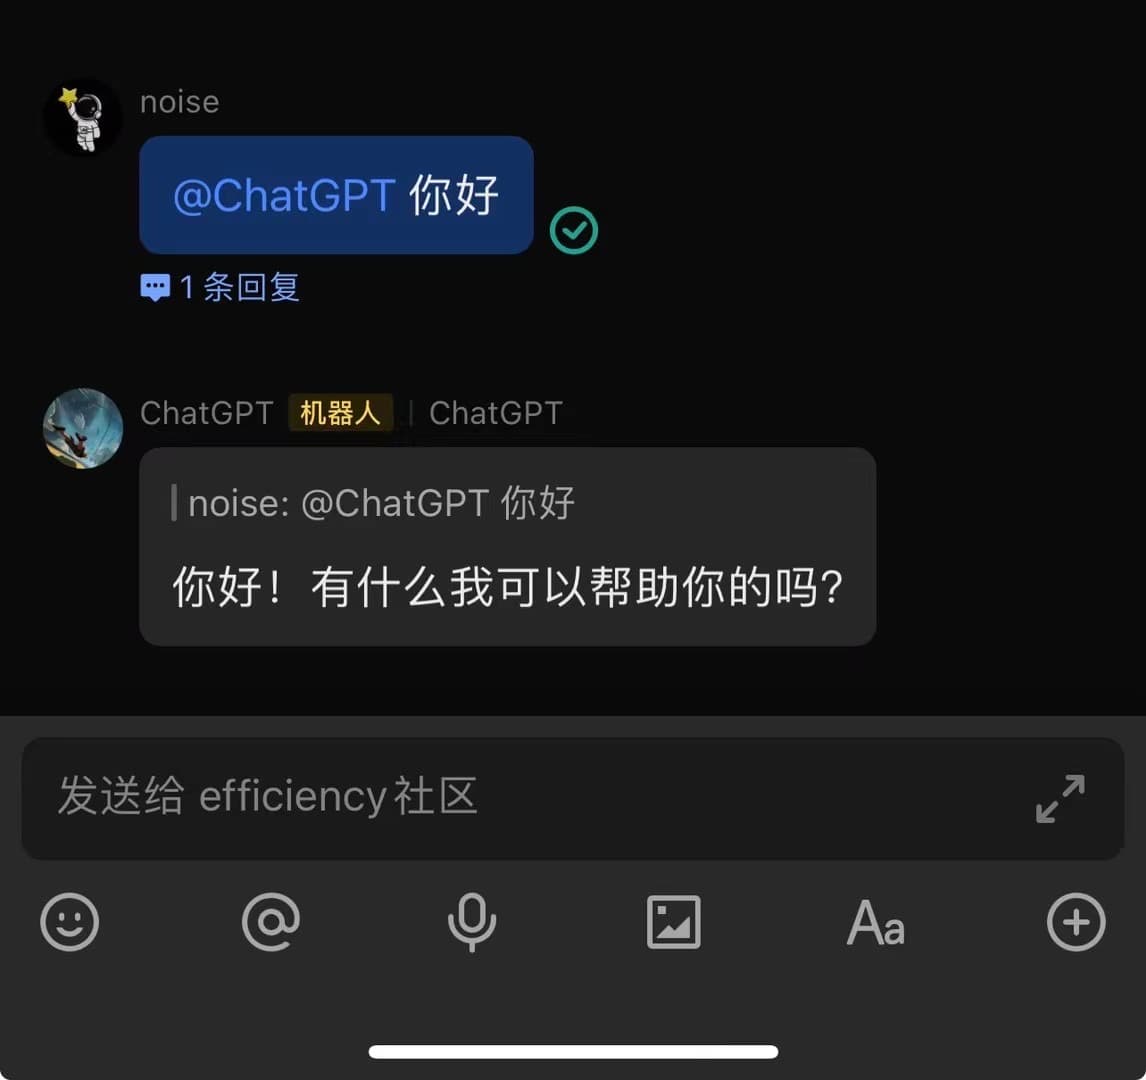 noise
@ChatGPT 你好
1 条回复
ChatGPT 机器人 | ChatGPT
noise: @ChatGPT 你好
你好！有什么我可以帮助你的吗？
发送给 efficiency社区
Aa